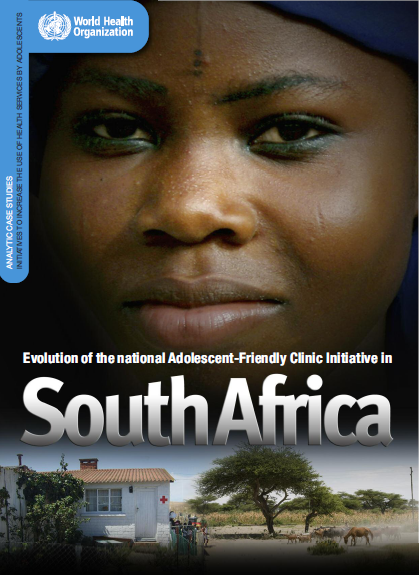 World Health
Organization
ANALYTIC CASE STUDIES
INITIATIVES TO INCREASE THE USE OF HEALTH SERVICES BY ADOLESCENTS
Evolution of the national Adolescent-Friendly Clinic Initiative in
South Africa